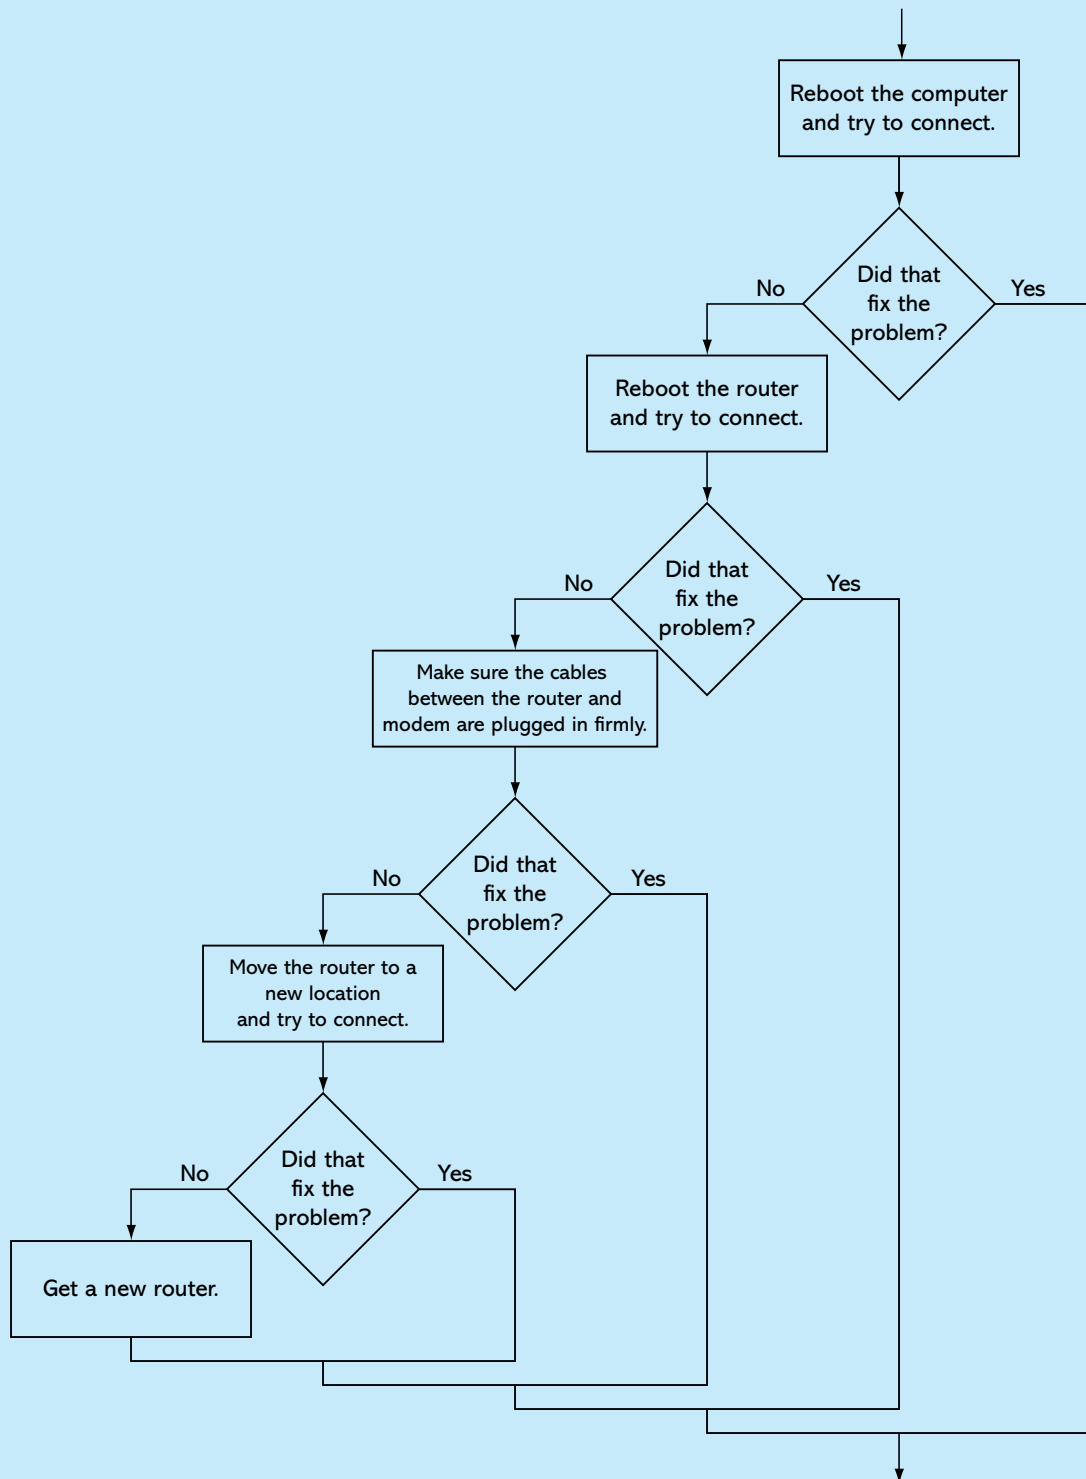 Reboot the computer
and try to connect.
Did that
fix the
problem?
No
Yes
Reboot the router
and try to connect.
Did that
fix the
problem?
No
Yes
Make sure the cables
between the router and
modem are plugged in firmly.
Did that
fix the
problem?
No
Yes
Move the router to a
new location
and try to connect.
Did that
fix the
problem?
No
Yes
Get a new router.